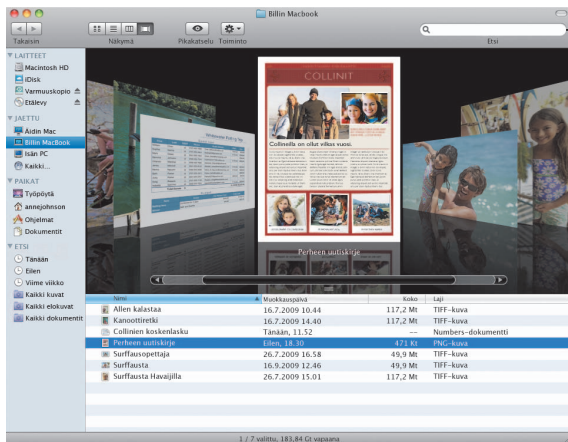 Billin Macbook
Takaisin Näkymä Pikakatselu Toiminto Etsi
LAITTEET
Macintosh HD
iDisk
Varmuuskopio
Etälevy
JAETTU
Äidin Mac
Billin MacBook
Isän PC
Kaikki...
PAIKAT
Työpöytä
annejohnson
Ohjelmat
Dokumentit
ETSI
Tänään
Eilen
Viime viikko
Kaikki kuvat
Kaikki elokuvat
Kaikki dokumentit
COLLINIT
Collineilla on ollut vilkas vuosi.
Perheen uutiskirje
Nimi Muokkauspäivä Koko Laji
Allen kalastaa 16.7.2009 10.44 117,2 Mt TIFF-kuva
Kanoottiretki 16.7.2009 14.40 117,2 Mt TIFF-kuva
Collinien koskenlasku Tänään, 11.52 -- Numbers-dokumentti
Perheen uutiskirje Eilen, 18.30 471 Kt PNG-kuva
Surffausopettaja 26.7.2009 16.58 49,9 Mt TIFF-kuva
Surffausta 16.9.2009 12.46 49,9 Mt TIFF-kuva
Surffausta Havaijilla 26.7.2009 15.01 117,2 Mt TIFF-kuva
1 / 7 valittu, 183,84 Gt vapaana